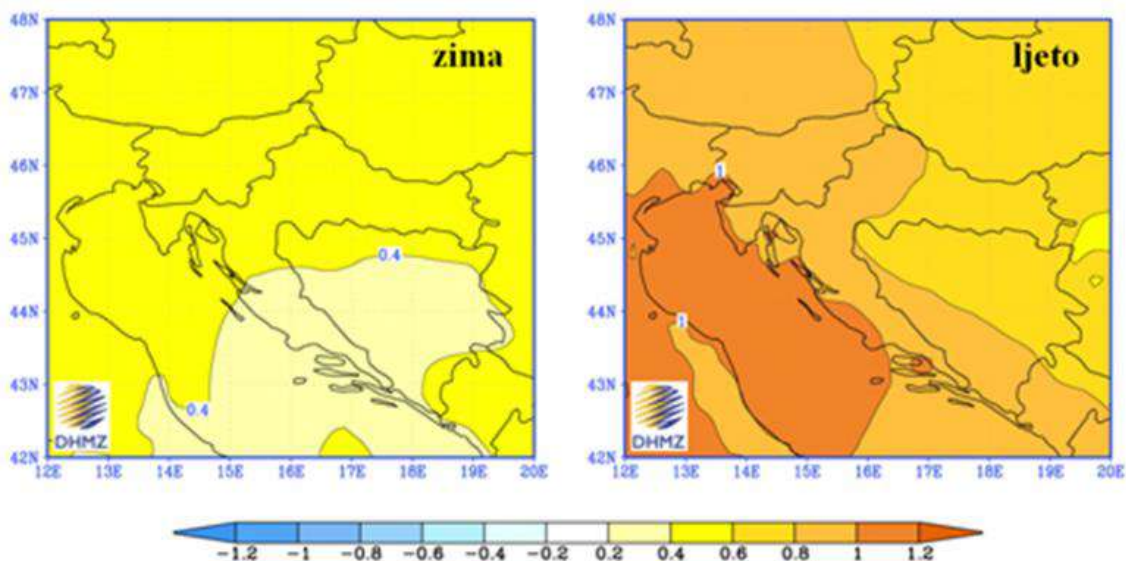 zima
48N
47N
46N
45N
44N
43N
42N
0.4
0.4
DHMZ
12E 13E 14E 15E 16E 17E 18E 19E 20E
ljeto
48N
47N
46N
45N
44N
43N
42N
1
1
DHMZ
12E 13E 14E 15E 16E 17E 18E 19E 20E
-1.2 -1 -0.8 -0.6 -0.4 -0.2 0.2 0.4 0.6 0.8 1 1.2